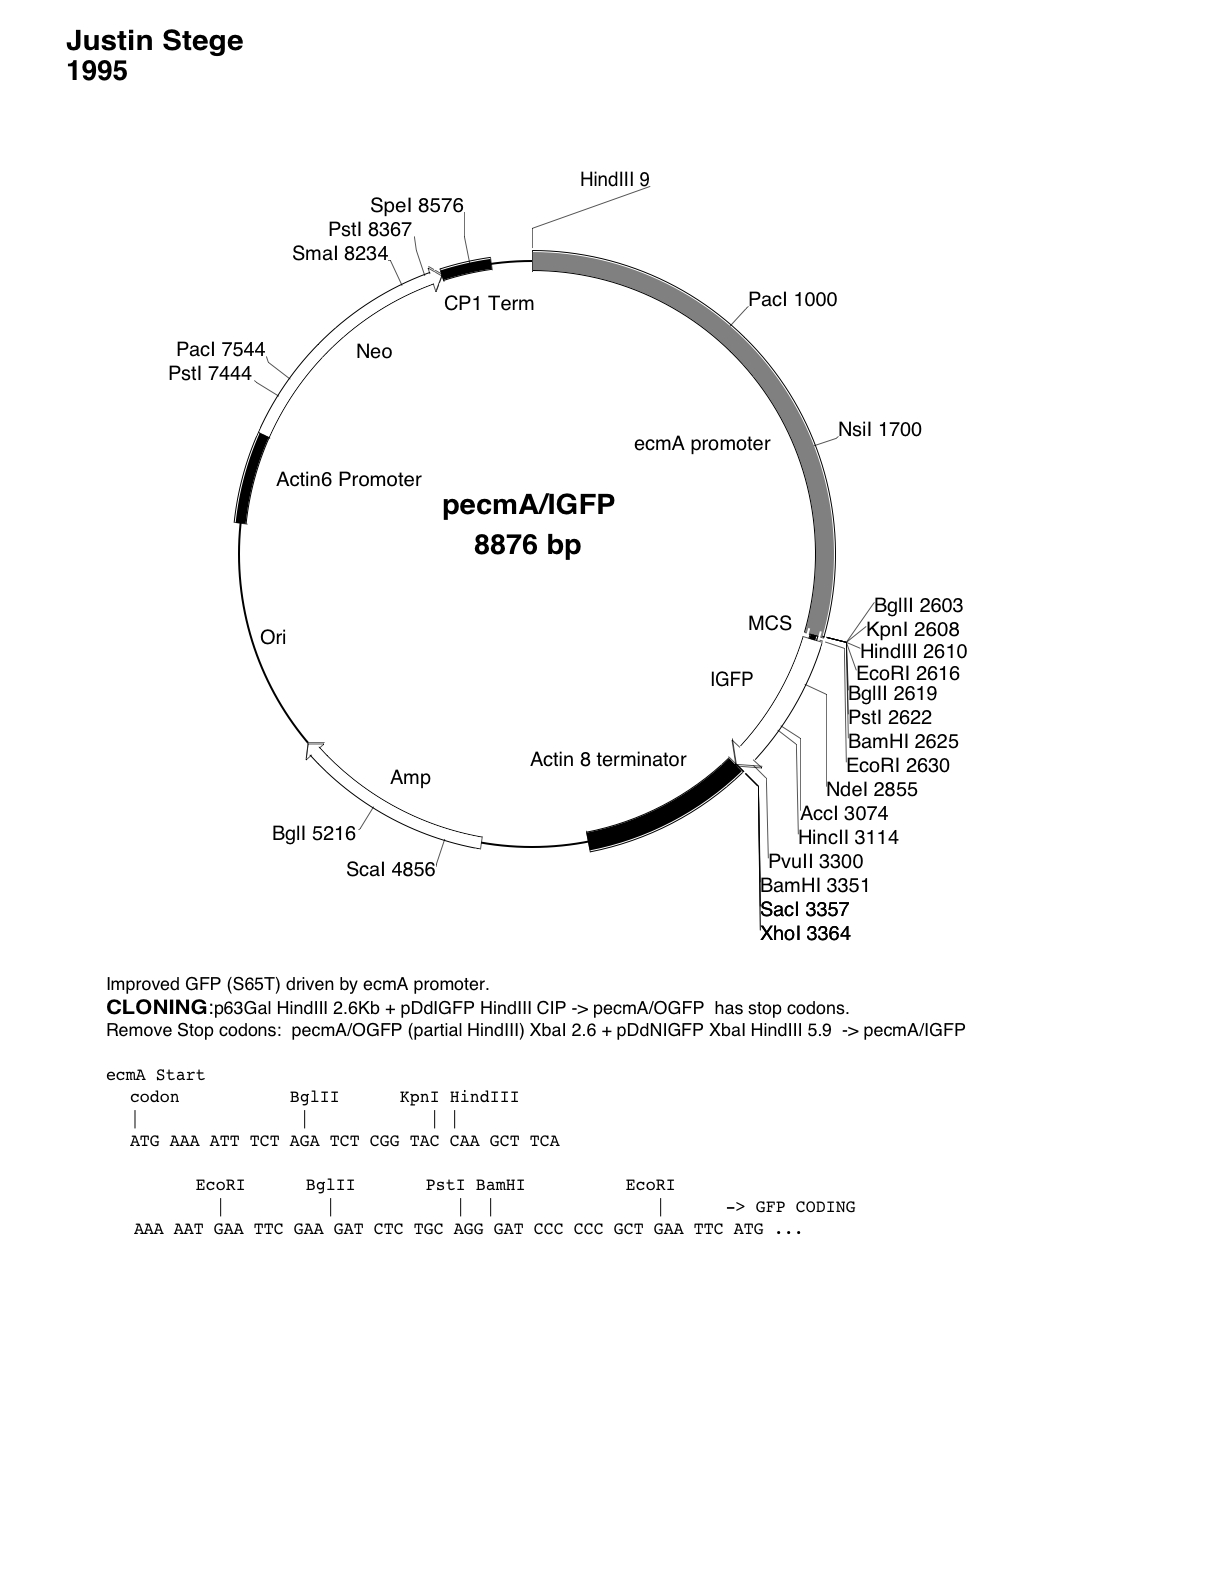 Justin Stege
1995
HindIII 9
SpeI 8576
PstI 8367
SmaI 8234
PacI 1000
CP1 Term
PacI 7544
Neo
PstI 7444
NsiI 1700
ecmA promoter
Actin6 Promoter
pecmA/IGFP
8876 bp
BglII 2603
MCS
KpnI 2608
Ori
HindIII 2610
EcoRI 2616
IGFP
BglII 2619
PstI 2622
BamHI 2625
Actin 8 terminator
EcoRI 2630
Amp
NdeI 2855
AccI 3074
BglI 5216
HincII 3114
PvuII 3300
ScaI 4856
BamHI 3351
SacI 3357
XhoI 3364
Improved GFP (S65T) driven by ecmA promoter.
CLONING:p63Gal HindIII 2.6Kb + pDdIGFP HindIII CIP -> pecmA/OGFP has stop codons.
Remove Stop codons: pecmA/OGFP (partial HindIII) XbaI 2.6 + pDdNIGFP XbaI HindIII 5.9 -> pecmA/IGFP
ecmA Start
codon BglII KpnI HindIII
| | | |
ATG AAA ATT TCT AGA TCT CGG TAC CAA GCT TCA
EcoRI BglII PstI BamHI EcoRI
| | | | | -> GFP CODING
AAA AAT GAA TTC GAA GAT CTC TGC AGG GAT CCC CCC GCT GAA TTC ATG ...